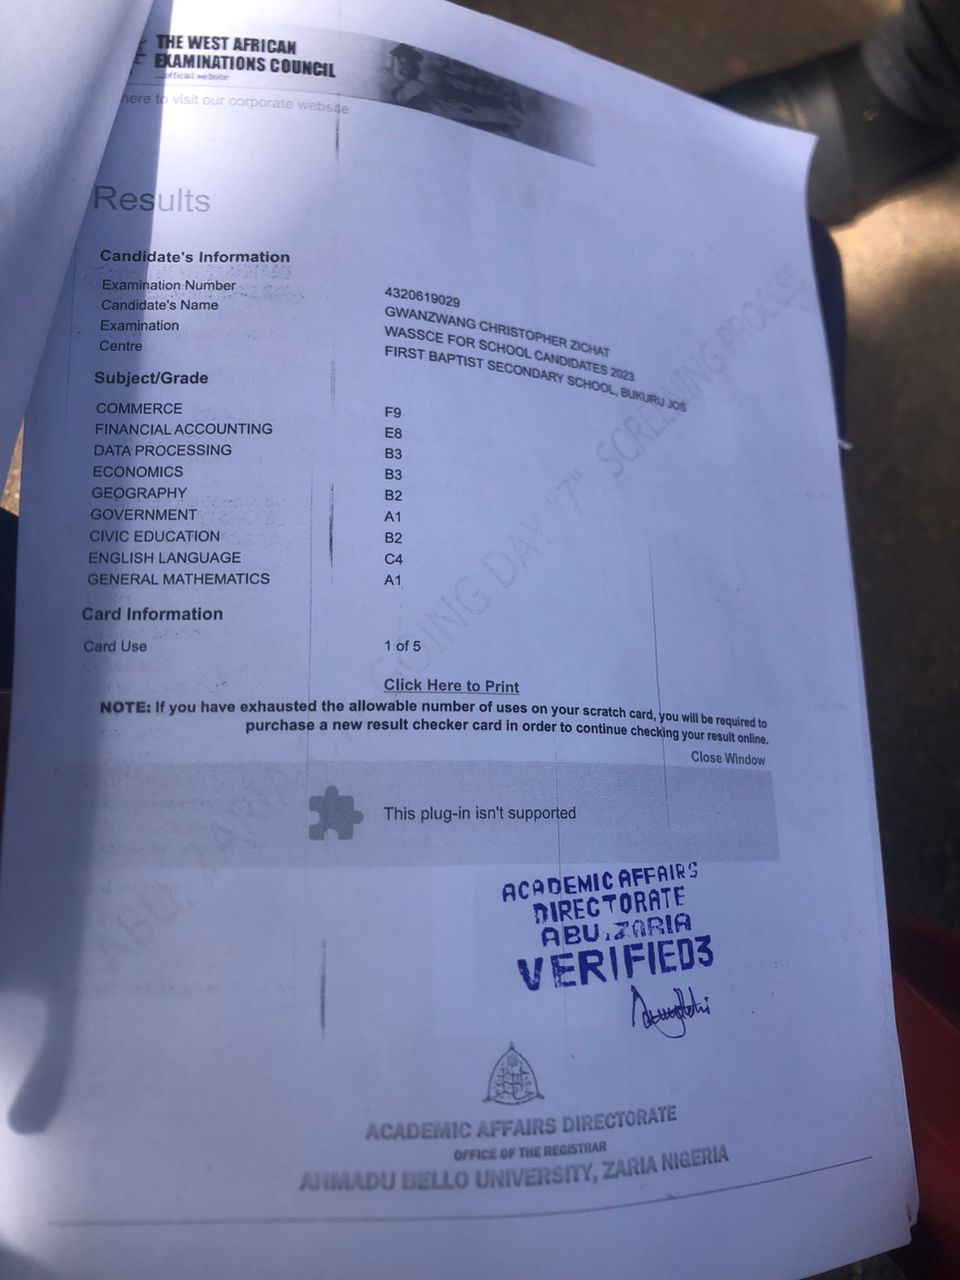 THE WEST AFRICAN
EXAMINATIONS COUNCIL
...official website
here to visit our corporate website
Results
Candidate's Information
Examination Number 4320619029
Candidate's Name GWANZWANG CHRISTOPHER ZICHAT
Examination WASSCE FOR SCHOOL CANDIDATES 2023
Centre FIRST BAPTIST SECONDARY SCHOOL, BUKURU JOS
Subject/Grade
COMMERCE F9
FINANCIAL ACCOUNTING E8
DATA PROCESSING B3
ECONOMICS B3
GEOGRAPHY B2
GOVERNMENT A1
CIVIC EDUCATION B2
ENGLISH LANGUAGE C4
GENERAL MATHEMATICS A1
Card Information
Card Use 1 of 5
Click Here to Print
NOTE: If you have exhausted the allowable number of uses on your scratch card, you will be required to
purchase a new result checker card in order to continue checking your result online.
Close Window
This plug-in isn't supported
ACADEMIC AFFAIRS
DIRECTORATE
ABU, ZARIA
VERIFIED3
ACADEMIC AFFAIRS DIRECTORATE
OFFICE OF THE REGISTRAR
AHMADU BELLO UNIVERSITY, ZARIA NIGERIA
DAY "7" SCREENING PROCESS